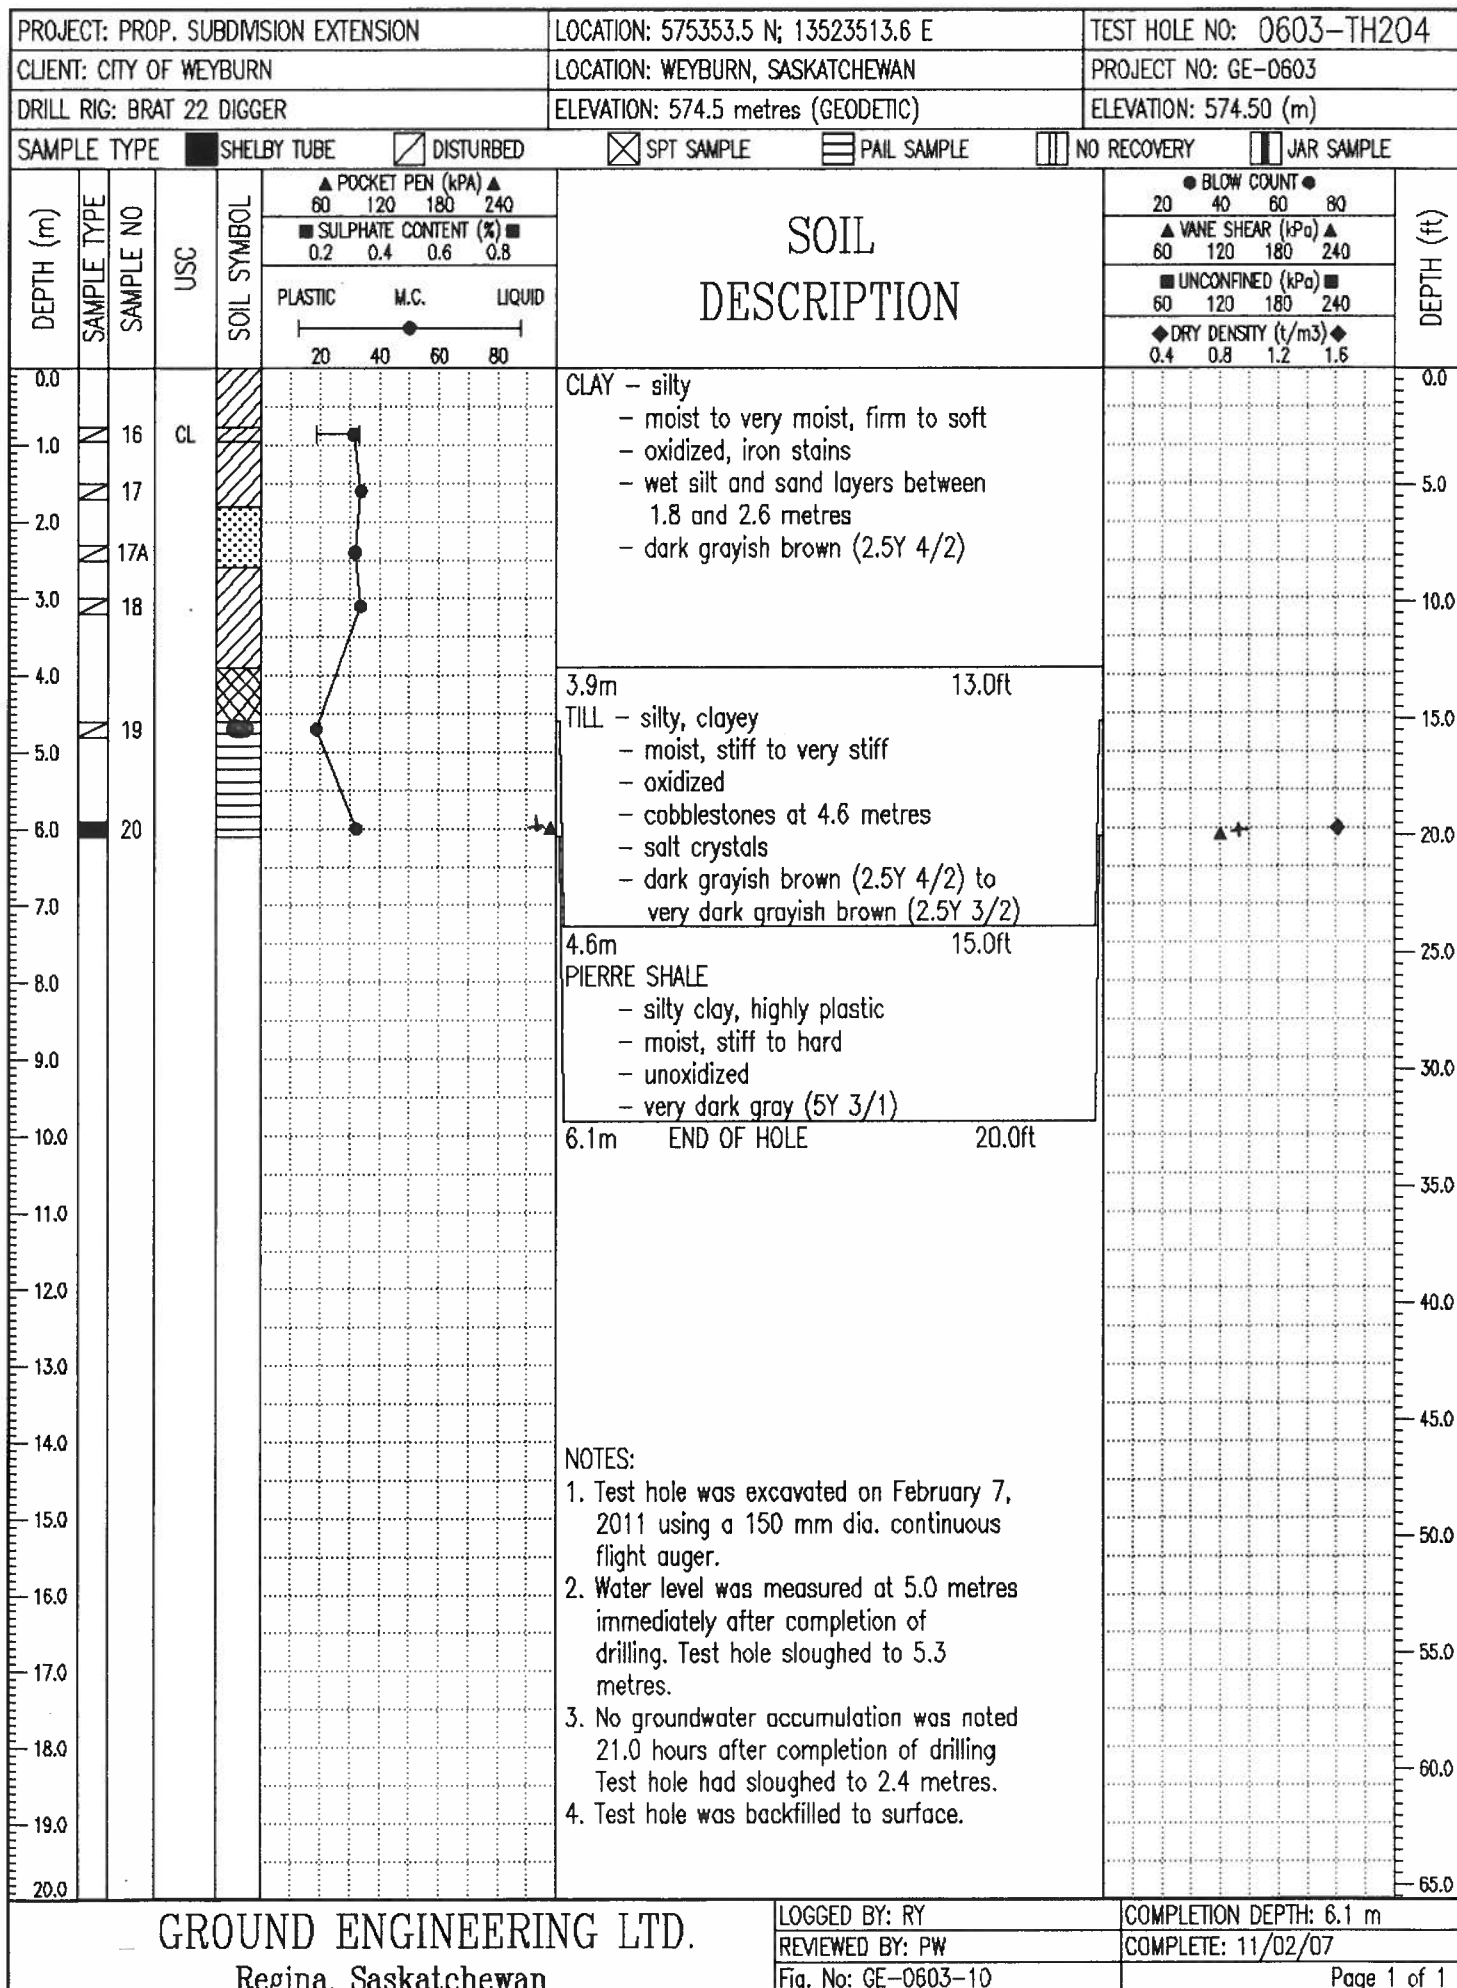 PROJECT: PROP. SUBDIVISION EXTENSION
LOCATION: 575353.5 N; 13523513.6 E
TEST HOLE NO: 0603-TH204
CLIENT: CITY OF WEYBURN
LOCATION: WEYBURN, SASKATCHEWAN
PROJECT NO: GE-0603
DRILL RIG: BRAT 22 DIGGER
ELEVATION: 574.5 metres (GEODETIC)
ELEVATION: 574.50 (m)
SAMPLE TYPE SHELBY TUBE DISTURBED SPT SAMPLE PAIL SAMPLE NO RECOVERY JAR SAMPLE
DEPTH (m)
SAMPLE TYPE
SAMPLE NO
USC
SOIL SYMBOL
▲ POCKET PEN (kPA) ▲
60 120 180 240
■ SULPHATE CONTENT (%) ■
0.2 0.4 0.6 0.8
PLASTIC M.C. LIQUID
20 40 60 80
SOIL
DESCRIPTION
● BLOW COUNT ●
20 40 60 80
▲ VANE SHEAR (kPa) ▲
60 120 180 240
■ UNCONFINED (kPa) ■
60 120 180 240
◆ DRY DENSITY (t/m3) ◆
0.4 0.8 1.2 1.6
DEPTH (ft)
0.0
1.0
2.0
3.0
4.0
5.0
6.0
7.0
8.0
9.0
10.0
11.0
12.0
13.0
14.0
15.0
16.0
17.0
18.0
19.0
20.0
16
17
17A
18
19
20
CL
CLAY - silty
- moist to very moist, firm to soft
- oxidized, iron stains
- wet silt and sand layers between
1.8 and 2.6 metres
- dark grayish brown (2.5Y 4/2)
3.9m 13.0ft
TILL - silty, clayey
- moist, stiff to very stiff
- oxidized
- cobblestones at 4.6 metres
- salt crystals
- dark grayish brown (2.5Y 4/2) to
very dark grayish brown (2.5Y 3/2)
4.6m 15.0ft
PIERRE SHALE
- silty clay, highly plastic
- moist, stiff to hard
- unoxidized
- very dark gray (5Y 3/1)
6.1m END OF HOLE 20.0ft
NOTES:
1. Test hole was excavated on February 7,
2011 using a 150 mm dia. continuous
flight auger.
2. Water level was measured at 5.0 metres
immediately after completion of
drilling. Test hole sloughed to 5.3
metres.
3. No groundwater accumulation was noted
21.0 hours after completion of drilling
Test hole had sloughed to 2.4 metres.
4. Test hole was backfilled to surface.
0.0
5.0
10.0
15.0
20.0
25.0
30.0
35.0
40.0
45.0
50.0
55.0
60.0
65.0
GROUND ENGINEERING LTD.
Regina, Saskatchewan
LOGGED BY: RY
COMPLETION DEPTH: 6.1 m
REVIEWED BY: PW
COMPLETE: 11/02/07
Fig. No: GE-0603-10
Page 1 of 1